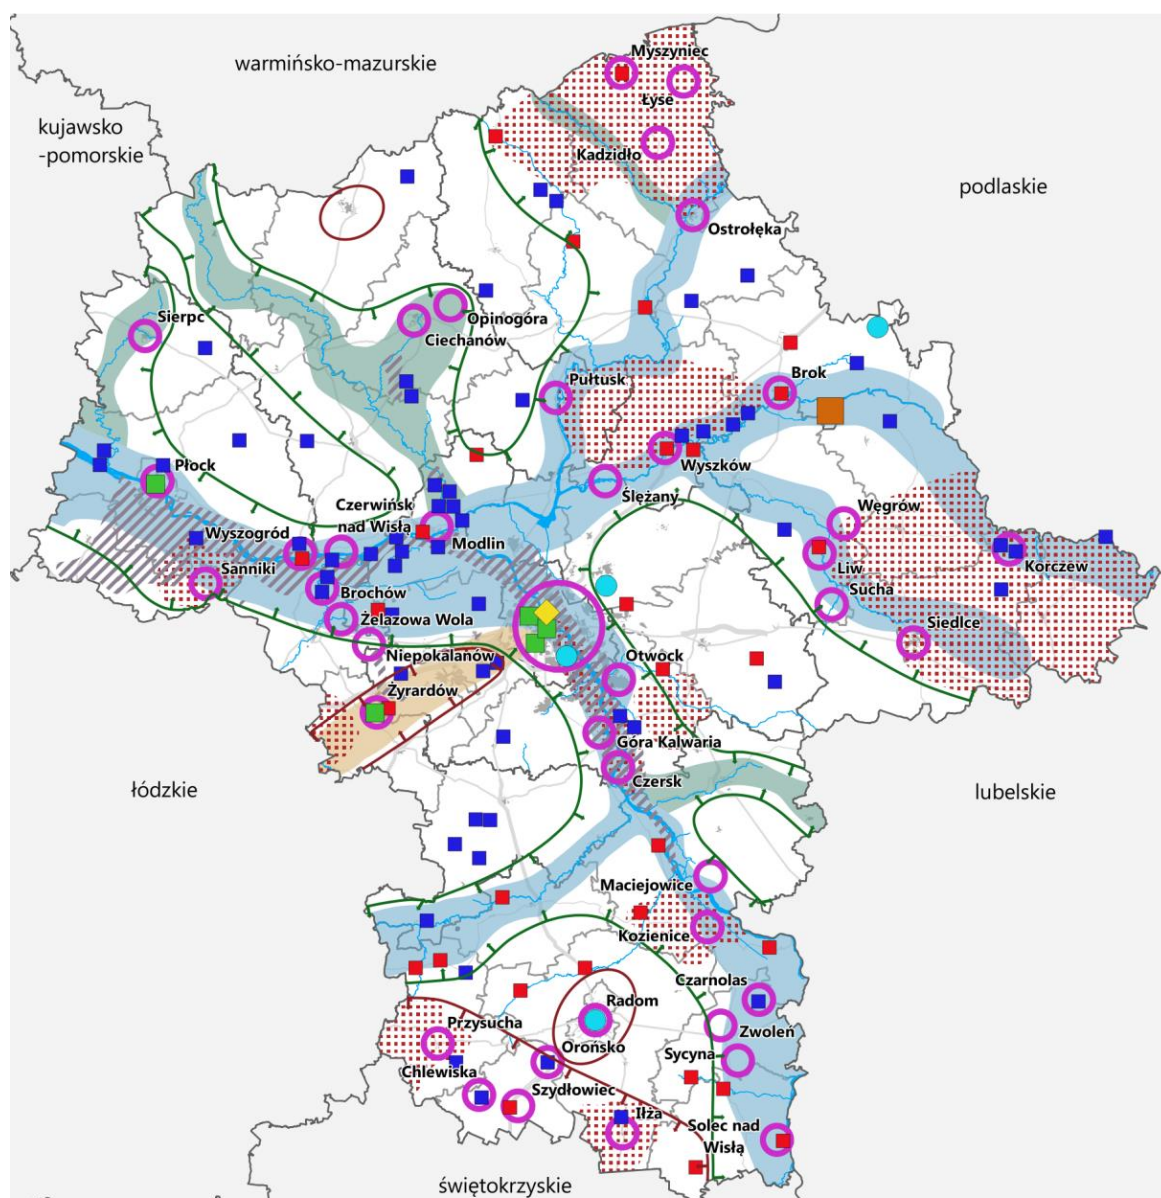 warmińsko-mazurskie
kujawsko
-pomorskie
podlaskie
Myszyniec
Łyse
Kadzidło
Ostrołęka
Sierpc
Opinogóra
Ciechanów
Pułtusk
Brok
Płock
Wyszków
Ślężany
Węgrów
Czerwińsk
nad Wisłą
Wyszogród
Modlin
Sanniki
Liw
Korczew
Brochów
Sucha
Żelazowa Wola
Siedlce
Niepokalanów
Otwock
Żyrardów
Góra Kalwaria
Czersk
łódzkie
lubelskie
Maciejowice
Kozienice
Czarnolas
Radom
Przysucha
Zwoleń
Orońsko
Sycyna
Chlewiska
Szydłowiec
Iłża
Solec nad
Wisłą
świętokrzyskie